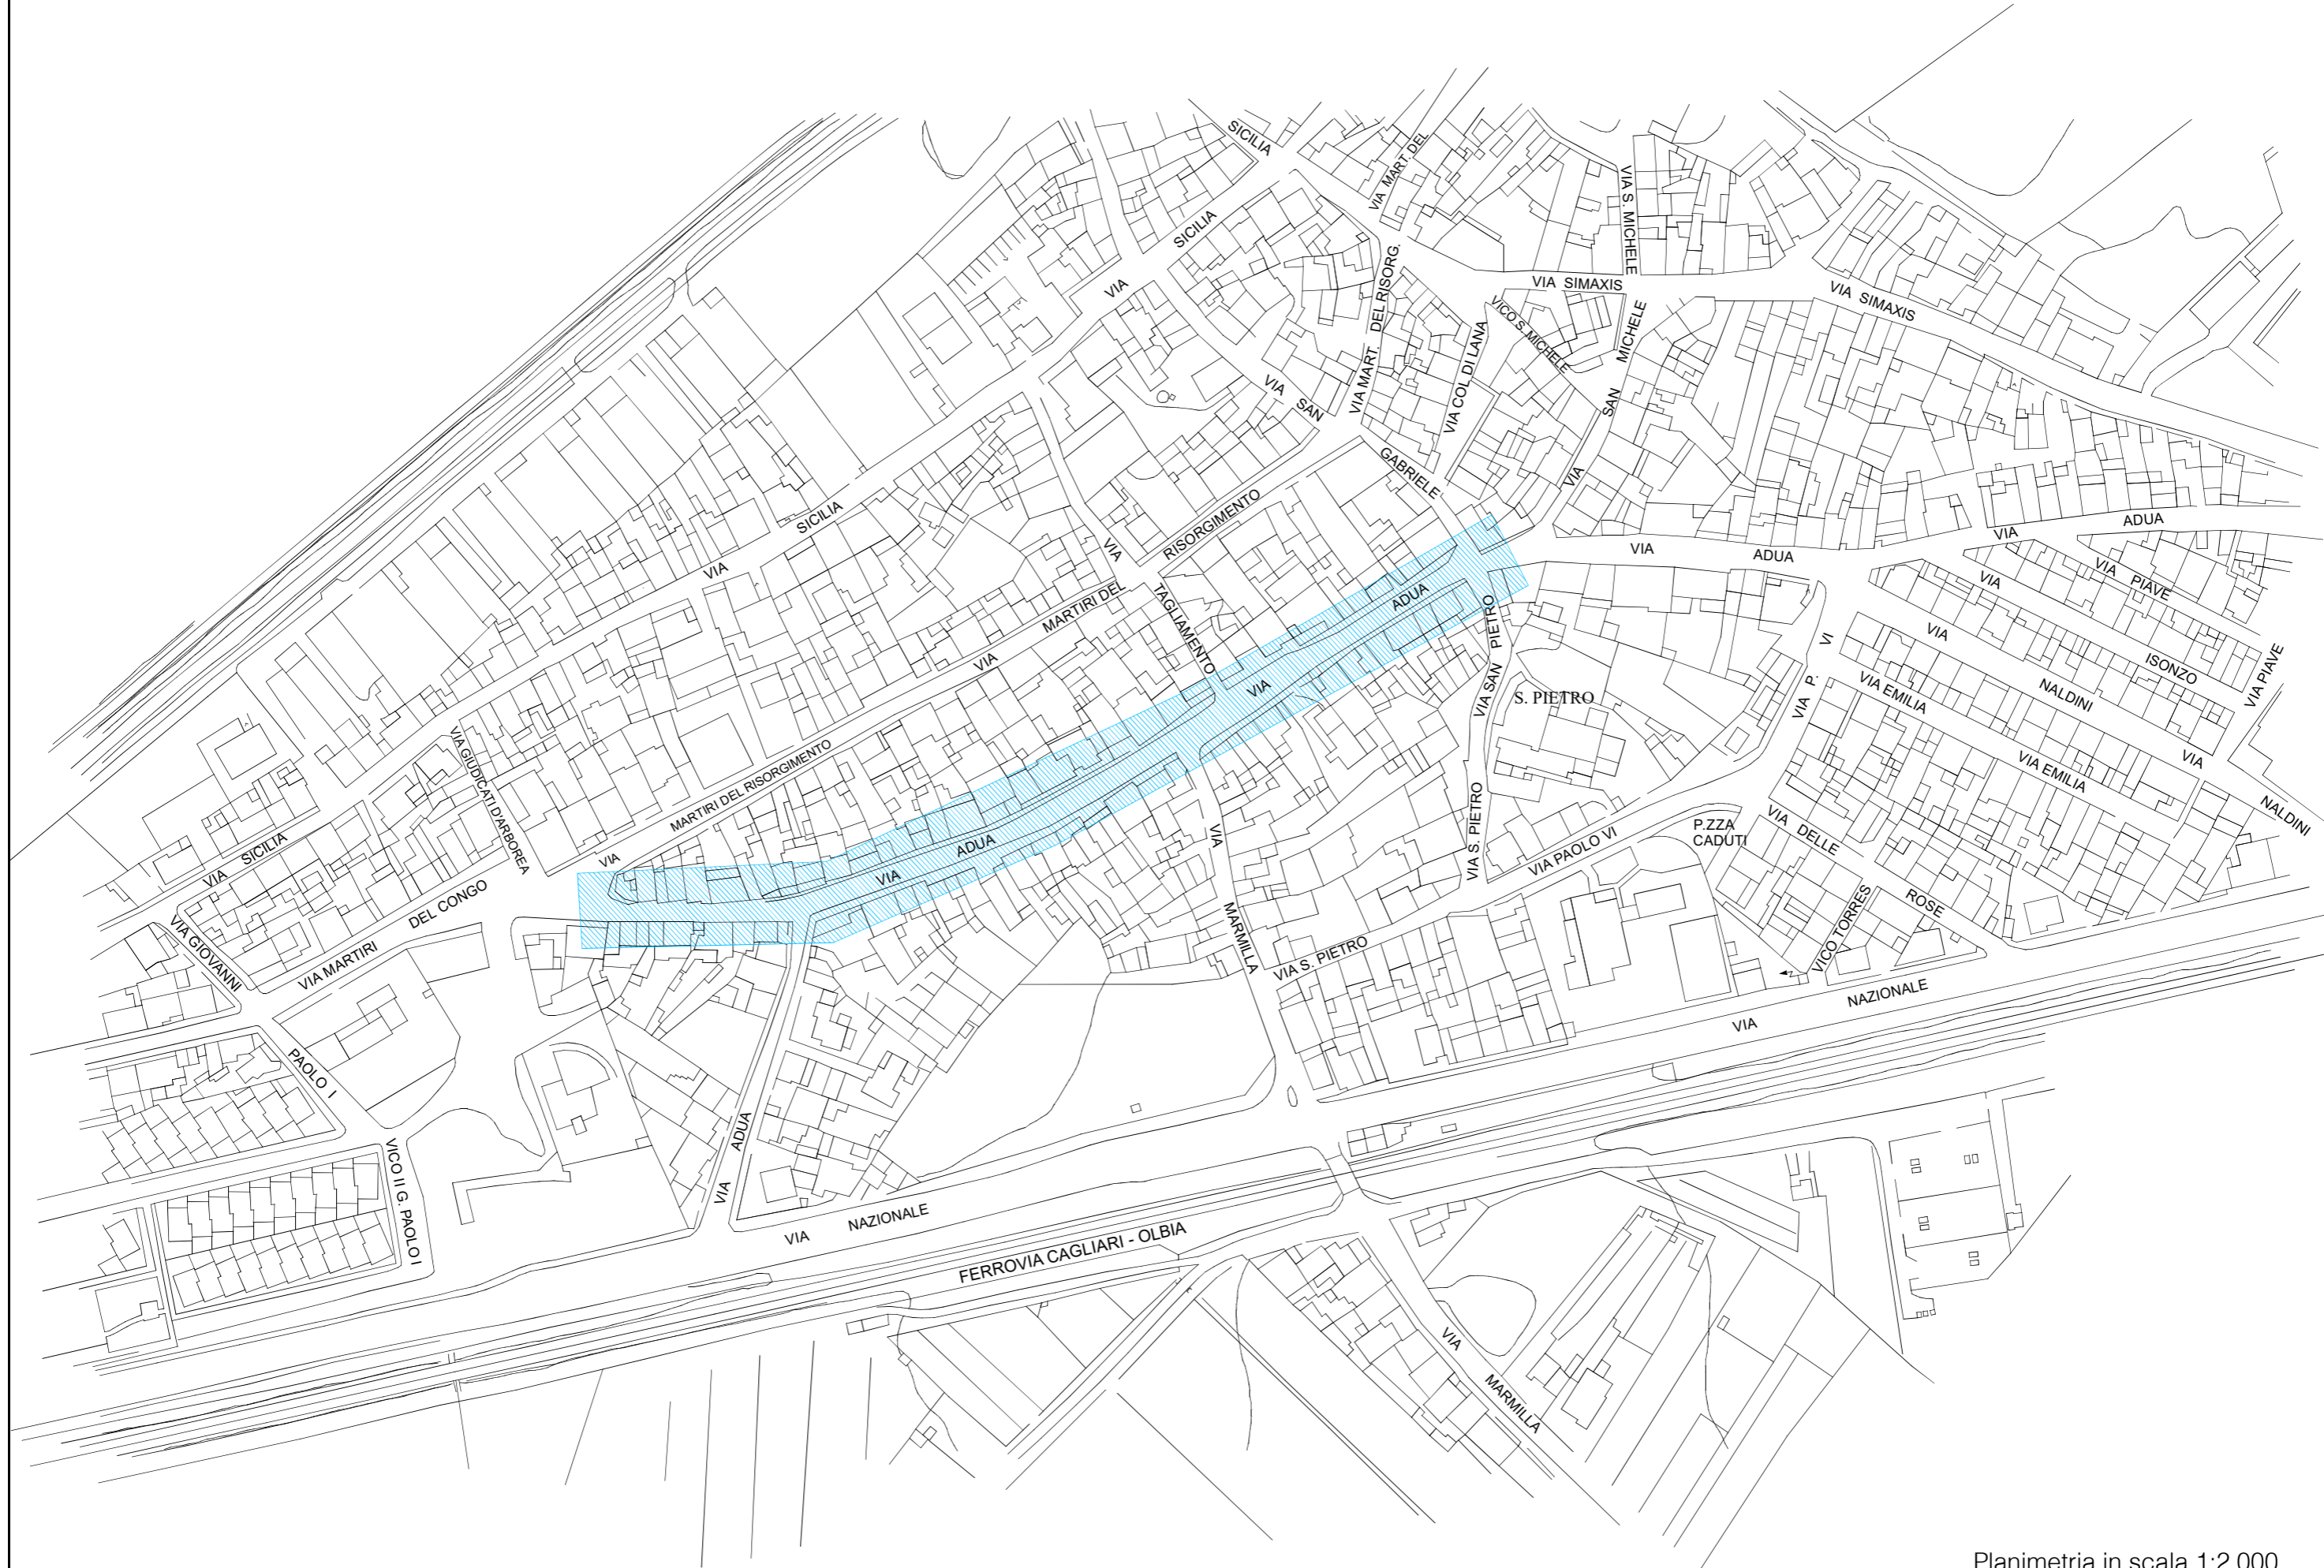 SICILIA
VIA MART. DEL
VIA S. MICHELE
SICILIA
VIA
VIA SIMAXIS
VIA SIMAXIS
DEL RISORG.
VIA MART.
VICO S. MICHELE
MICHELE
SAN
VIA
VIA COL DI LANA
VIA
SAN
GABRIELE
SICILIA
VIA
RISORGIMENTO
VIA
MARTIRI DEL
VIA
TAGLIAMENTO
ADUA
VIA
VIA
ADUA
VIA
ADUA
VIA PIAVE
VIA
ISONZO
VIA PIAVE
VIA
NALDINI
VIA
NALDINI
VIA P. VI
VIA EMILIA
VIA EMILIA
VIA SAN PIETRO
S. PIETRO
VIA GIUDICATI D'ARBOREA
MARTIRI DEL RISORGIMENTO
VIA
VIA
ADUA
VIA
MARMILLA
VIA S. PIETRO
VIA PAOLO VI
P.ZZA
CADUTI
VIA DELLE
ROSE
VICO TORRES
VIA S. PIETRO
VIA
SICILIA
VIA GIOVANNI
PAOLO I
VIA MARTIRI
DEL CONGO
VICO II G. PAOLO I
VIA
ADUA
VIA
NAZIONALE
VIA
NAZIONALE
FERROVIA CAGLIARI - OLBIA
VIA
MARMILLA
Planimetria in scala 1:2.000